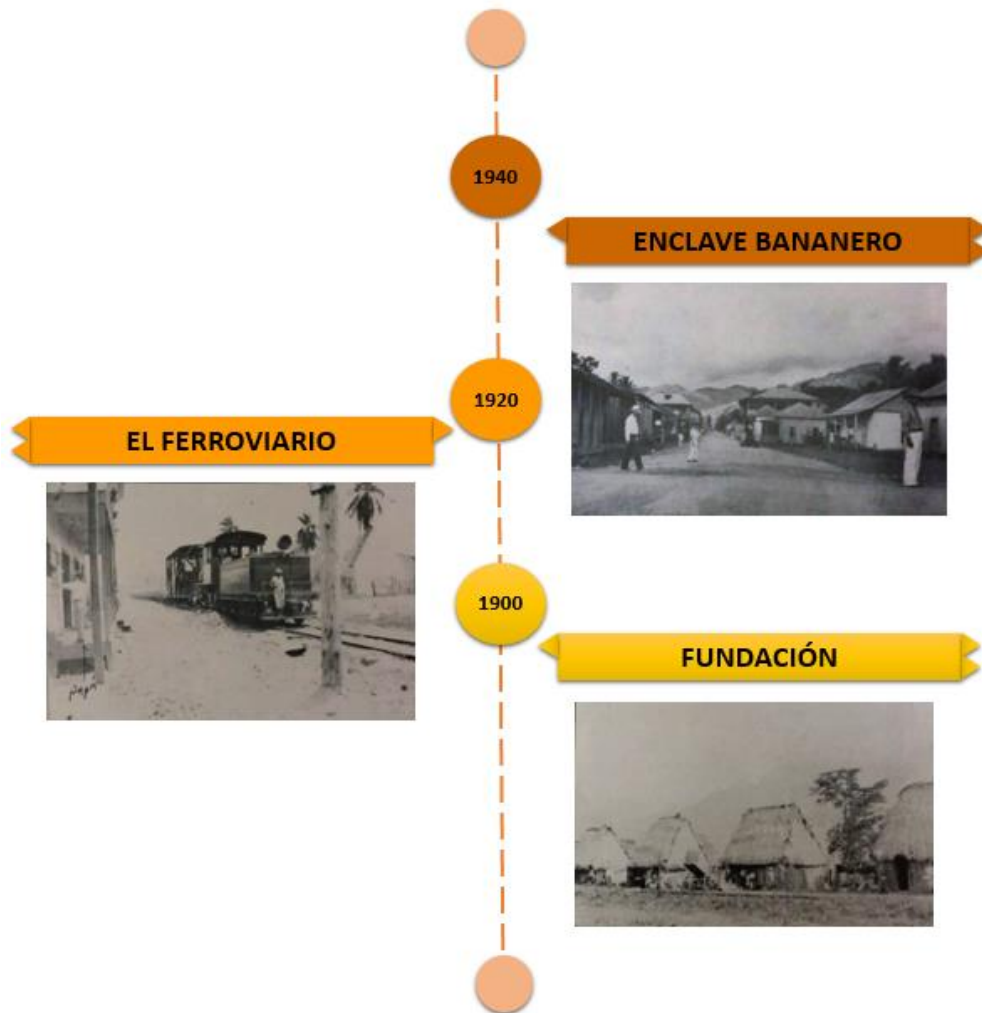 1940
ENCLAVE BANANERO
1920
EL FERROVIARIO
1900
FUNDACIÓN